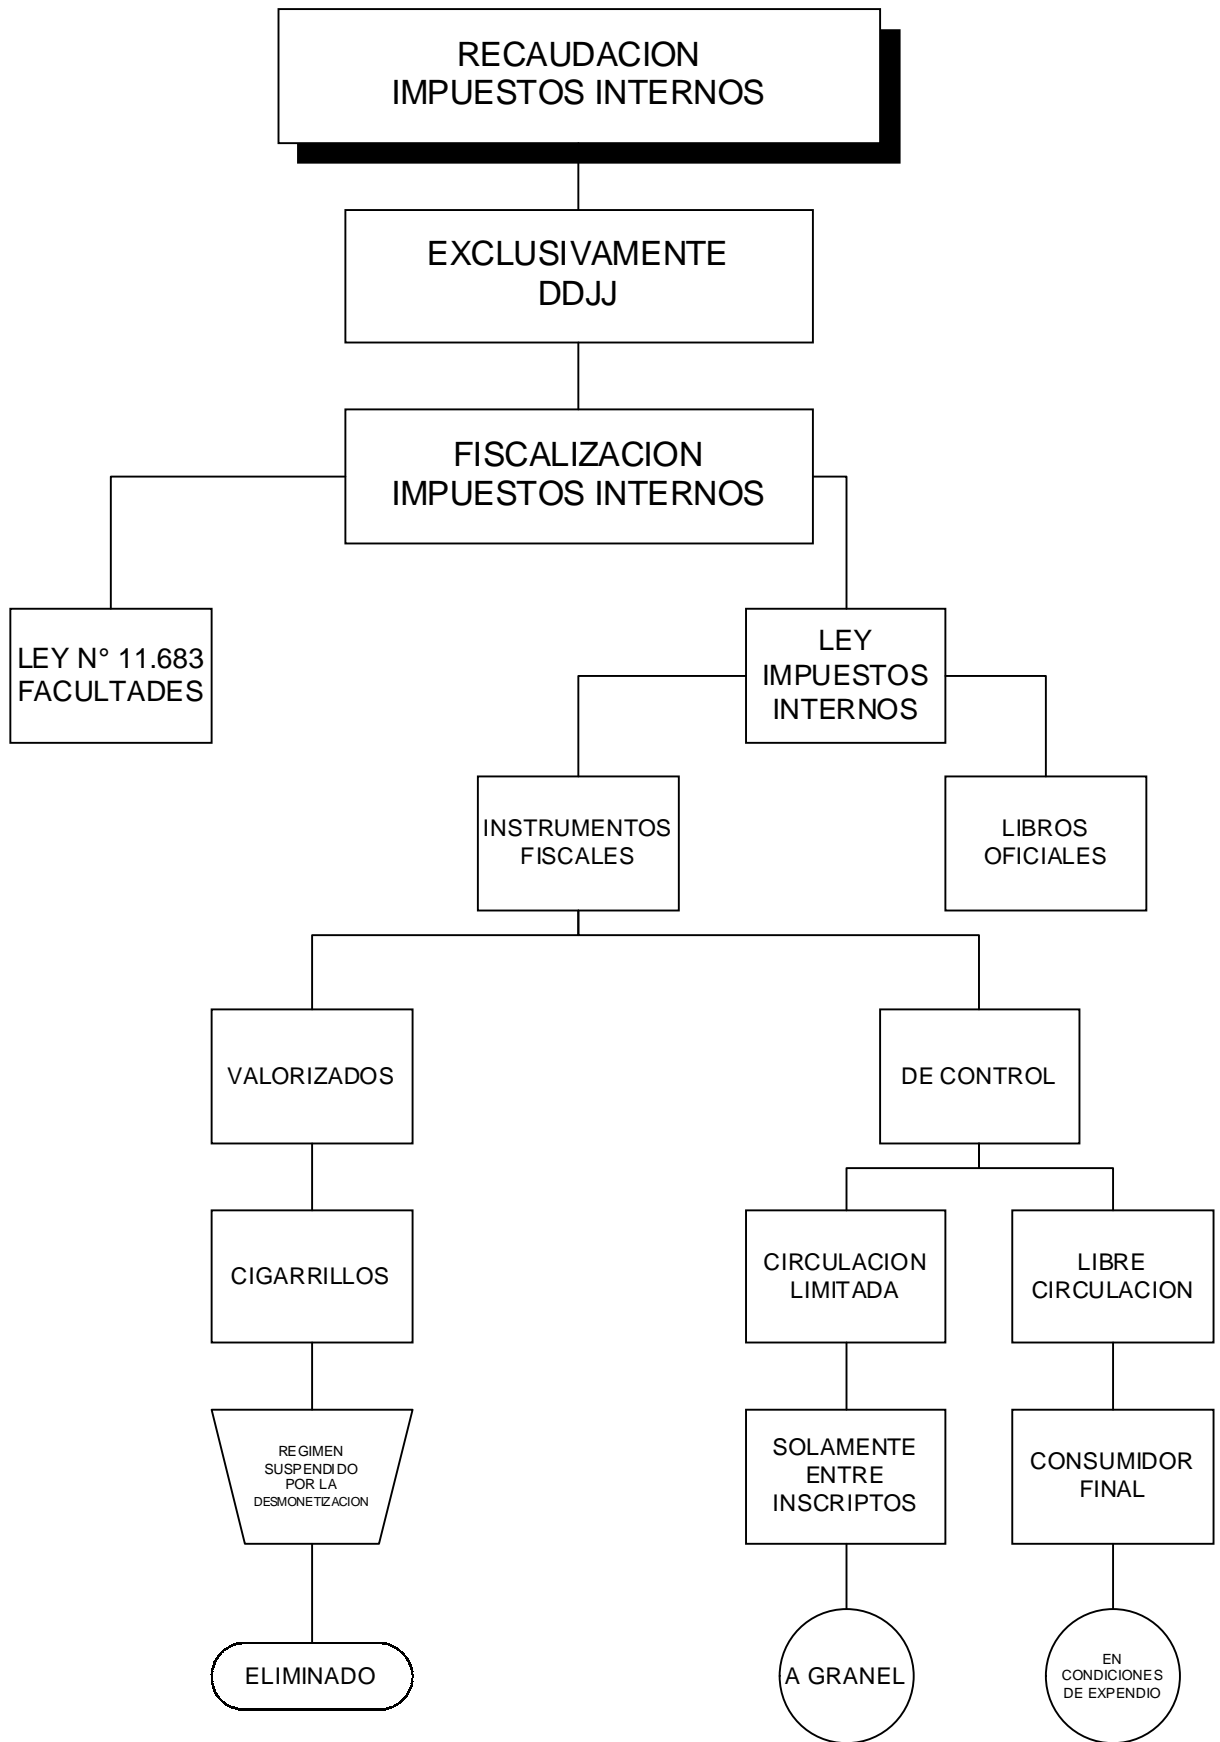 RECAUDACION
IMPUESTOS INTERNOS
EXCLUSIVAMENTE
DDJJ
FISCALIZACION
IMPUESTOS INTERNOS
LEY N° 11.683
FACULTADES
LEY
IMPUESTOS
INTERNOS
INSTRUMENTOS
FISCALES
LIBROS
OFICIALES
VALORIZADOS
DE CONTROL
CIGARRILLOS
CIRCULACION
LIMITADA
LIBRE
CIRCULACION
REGIMEN
SUSPENDIDO
POR LA
DESMONETIZACION
SOLAMENTE
ENTRE
INSCRIPTOS
CONSUMIDOR
FINAL
ELIMINADO
A GRANEL
EN
CONDICIONES
DE EXPENDIO